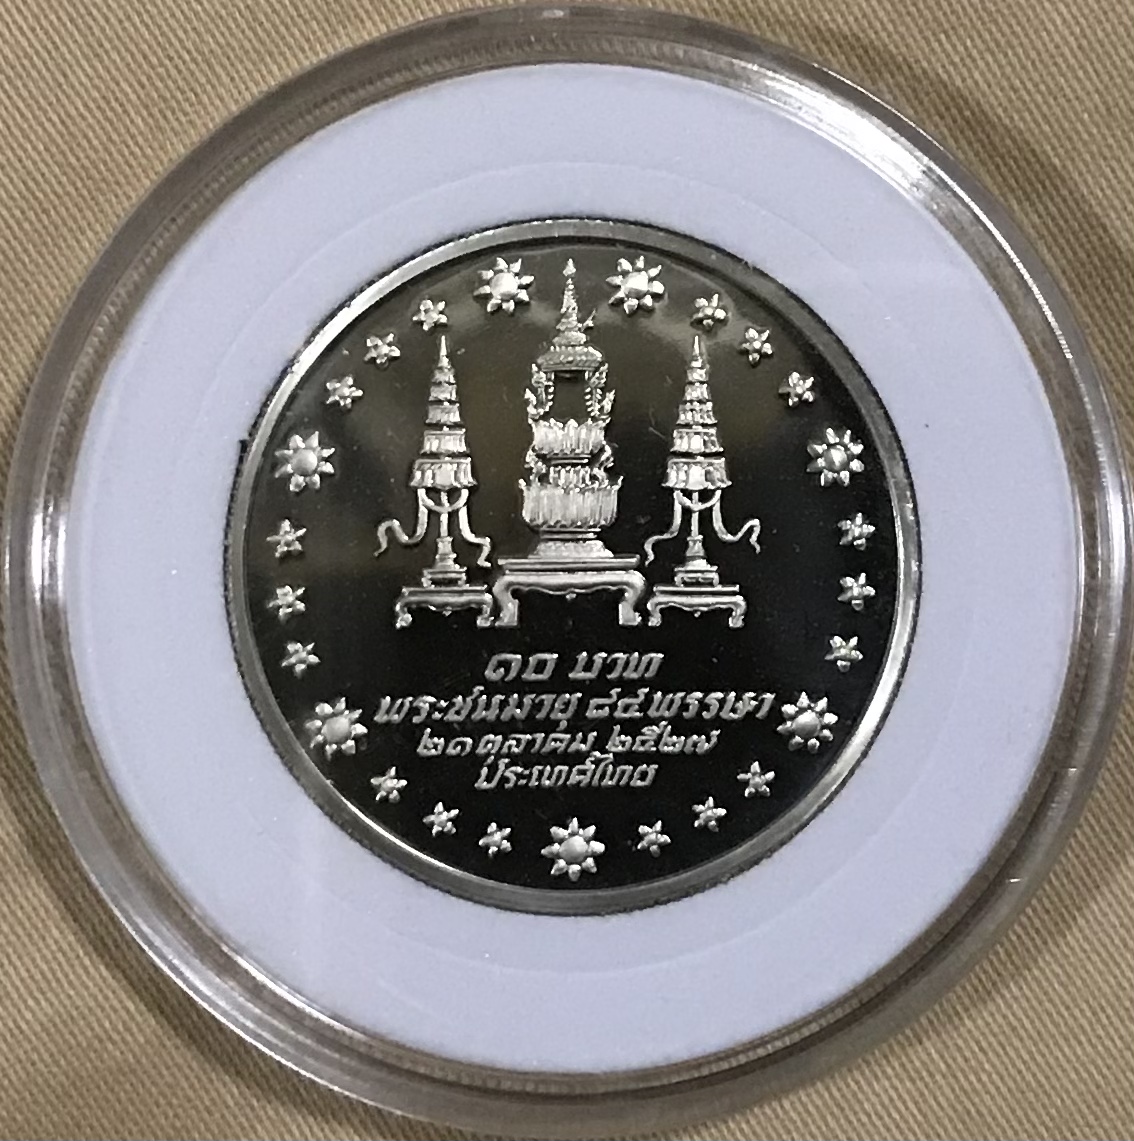 ๑๐ บาท
พระชนมายุ ๘๔ พรรษา
๒๑ ตุลาคม ๒๕๒๗
ประเทศไทย